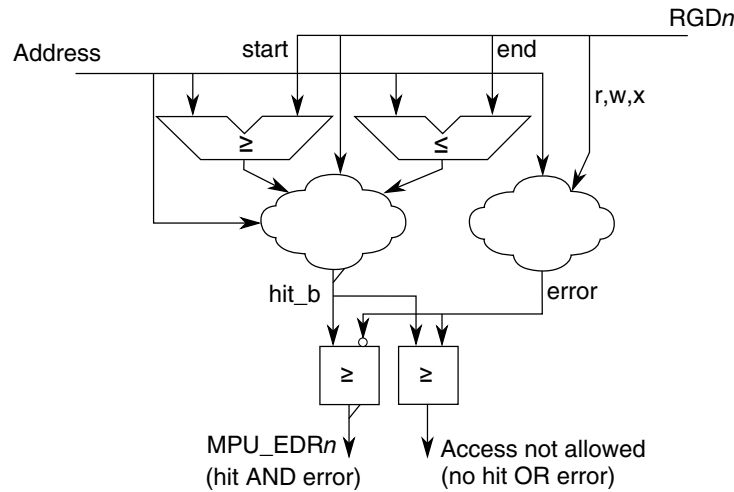 RGDn
Address
start
end
r,w,x
≥
≤
hit_b
error
≥
≥
MPU_EDRn
(hit AND error)
Access not allowed
(no hit OR error)